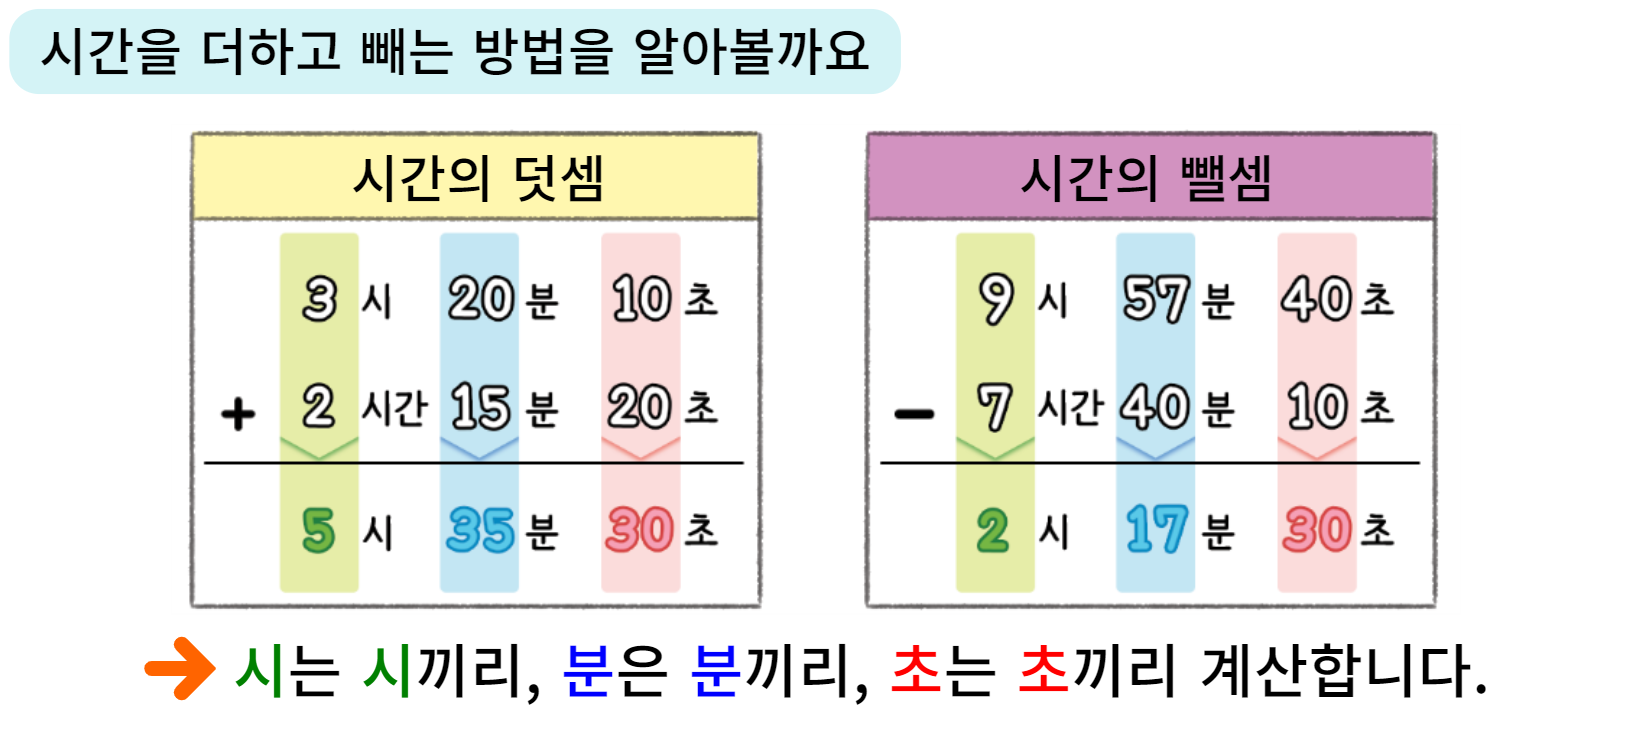 시간을 더하고 빼는 방법을 알아볼까요
시간의 덧셈
3 시 20 분 10 초
+ 2 시간 15 분 20 초
5 시 35 분 30 초
시간의 뺄셈
9 시 57 분 40 초
− 7 시간 40 분 10 초
2 시 17 분 30 초
시는 시끼리, 분은 분끼리, 초는 초끼리 계산합니다.